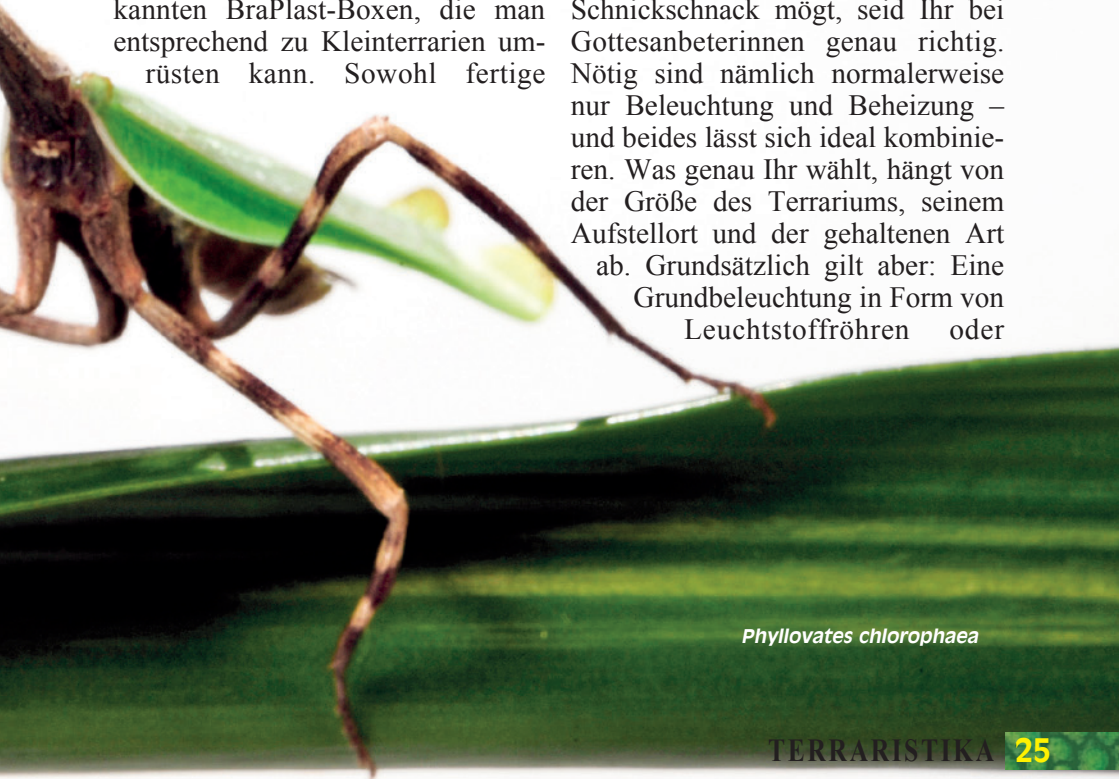 kannten BraPlast-Boxen, die man
entsprechend zu Kleinterrarien um-
rüsten kann. Sowohl fertige
Schnickschnack mögt, seid Ihr bei
Gottesanbeterinnen genau richtig.
Nötig sind nämlich normalerweise
nur Beleuchtung und Beheizung –
und beides lässt sich ideal kombinie-
ren. Was genau Ihr wählt, hängt von
der Größe des Terrariums, seinem
Aufstellort und der gehaltenen Art
ab. Grundsätzlich gilt aber: Eine
Grundbeleuchtung in Form von
Leuchtstoffröhren oder
Phyllovates chlorophaea
TERRARISTIKA 25